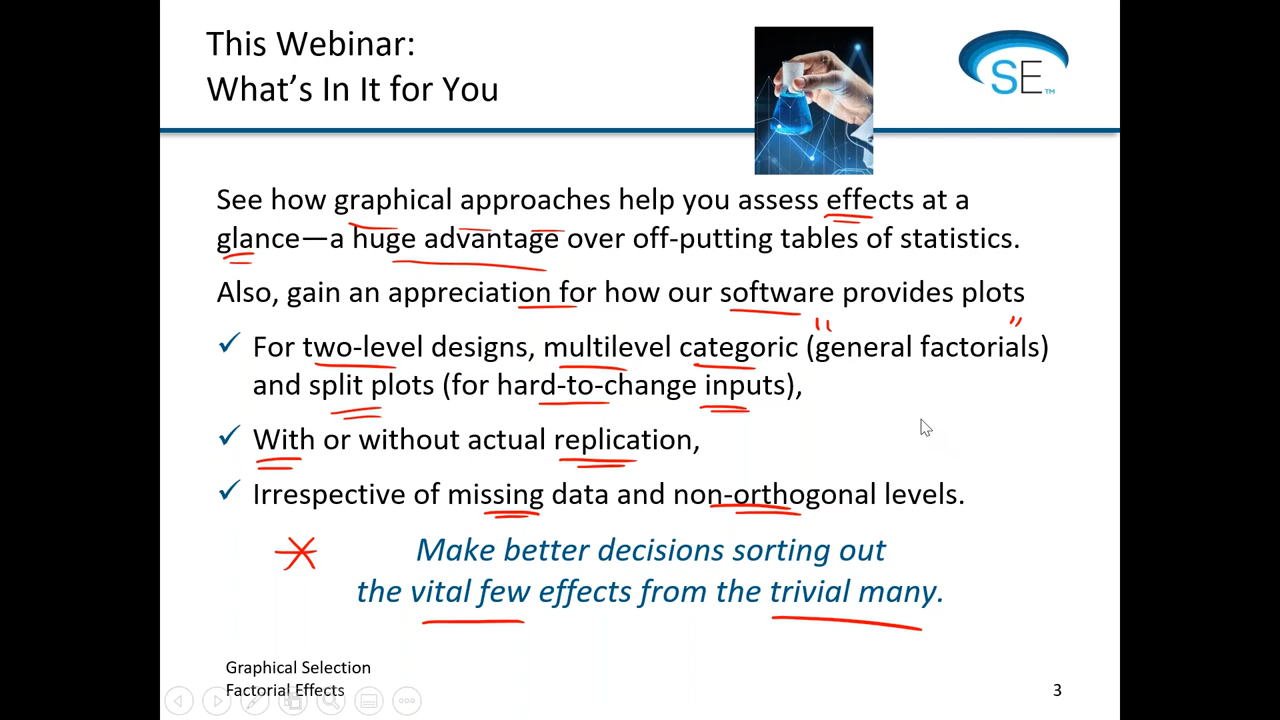 This Webinar:
What's In It for You
SE™
See how graphical approaches help you assess effects at a
glance—a huge advantage over off-putting tables of statistics.
Also, gain an appreciation for how our software provides plots
✓ For two-level designs, multilevel categoric (general factorials)
and split plots (for hard-to-change inputs),
✓ With or without actual replication,
✓ Irrespective of missing data and non-orthogonal levels.
Make better decisions sorting out
the vital few effects from the trivial many.
Graphical Selection
Factorial Effects
3